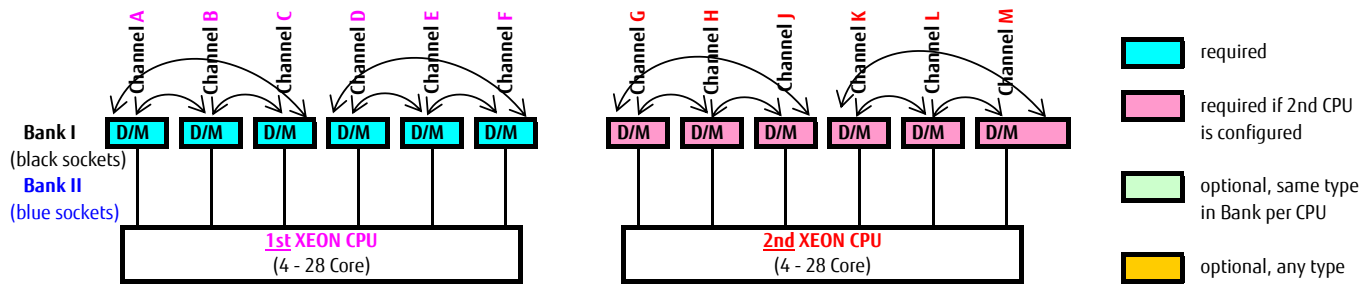 Channel A
Channel B
Channel C
Channel D
Channel E
Channel F
Channel G
Channel H
Channel J
Channel K
Channel L
Channel M
required
required if 2nd CPU
is configured
optional, same type
in Bank per CPU
optional, any type
Bank I
(black sockets)
D/M D/M D/M D/M D/M D/M D/M D/M D/M D/M D/M D/M
Bank II
(blue sockets)
1st XEON CPU
(4 - 28 Core)
2nd XEON CPU
(4 - 28 Core)